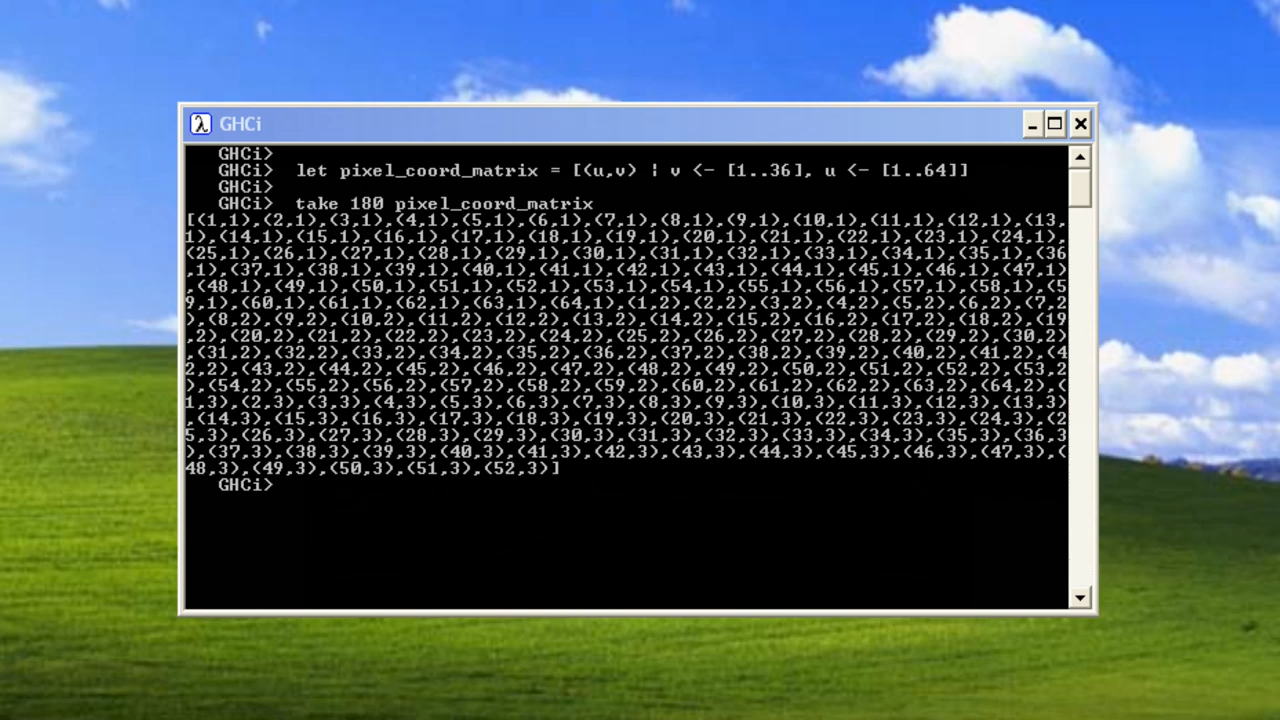 λ GHCi
GHCi>
GHCi> let pixel_coord_matrix = [(u,v) | v <- [1..36], u <- [1..64]]
GHCi>
GHCi> take 180 pixel_coord_matrix
[(1,1),(2,1),(3,1),(4,1),(5,1),(6,1),(7,1),(8,1),(9,1),(10,1),(11,1),(12,1),(13,
1),(14,1),(15,1),(16,1),(17,1),(18,1),(19,1),(20,1),(21,1),(22,1),(23,1),(24,1),
(25,1),(26,1),(27,1),(28,1),(29,1),(30,1),(31,1),(32,1),(33,1),(34,1),(35,1),(36
,1),(37,1),(38,1),(39,1),(40,1),(41,1),(42,1),(43,1),(44,1),(45,1),(46,1),(47,1)
,(48,1),(49,1),(50,1),(51,1),(52,1),(53,1),(54,1),(55,1),(56,1),(57,1),(58,1),(5
9,1),(60,1),(61,1),(62,1),(63,1),(64,1),(1,2),(2,2),(3,2),(4,2),(5,2),(6,2),(7,2
),(8,2),(9,2),(10,2),(11,2),(12,2),(13,2),(14,2),(15,2),(16,2),(17,2),(18,2),(19
,2),(20,2),(21,2),(22,2),(23,2),(24,2),(25,2),(26,2),(27,2),(28,2),(29,2),(30,2)
,(31,2),(32,2),(33,2),(34,2),(35,2),(36,2),(37,2),(38,2),(39,2),(40,2),(41,2),(4
2,2),(43,2),(44,2),(45,2),(46,2),(47,2),(48,2),(49,2),(50,2),(51,2),(52,2),(53,2
),(54,2),(55,2),(56,2),(57,2),(58,2),(59,2),(60,2),(61,2),(62,2),(63,2),(64,2),(
1,3),(2,3),(3,3),(4,3),(5,3),(6,3),(7,3),(8,3),(9,3),(10,3),(11,3),(12,3),(13,3)
,(14,3),(15,3),(16,3),(17,3),(18,3),(19,3),(20,3),(21,3),(22,3),(23,3),(24,3),(2
5,3),(26,3),(27,3),(28,3),(29,3),(30,3),(31,3),(32,3),(33,3),(34,3),(35,3),(36,3
),(37,3),(38,3),(39,3),(40,3),(41,3),(42,3),(43,3),(44,3),(45,3),(46,3),(47,3),(
48,3),(49,3),(50,3),(51,3),(52,3)]
GHCi>